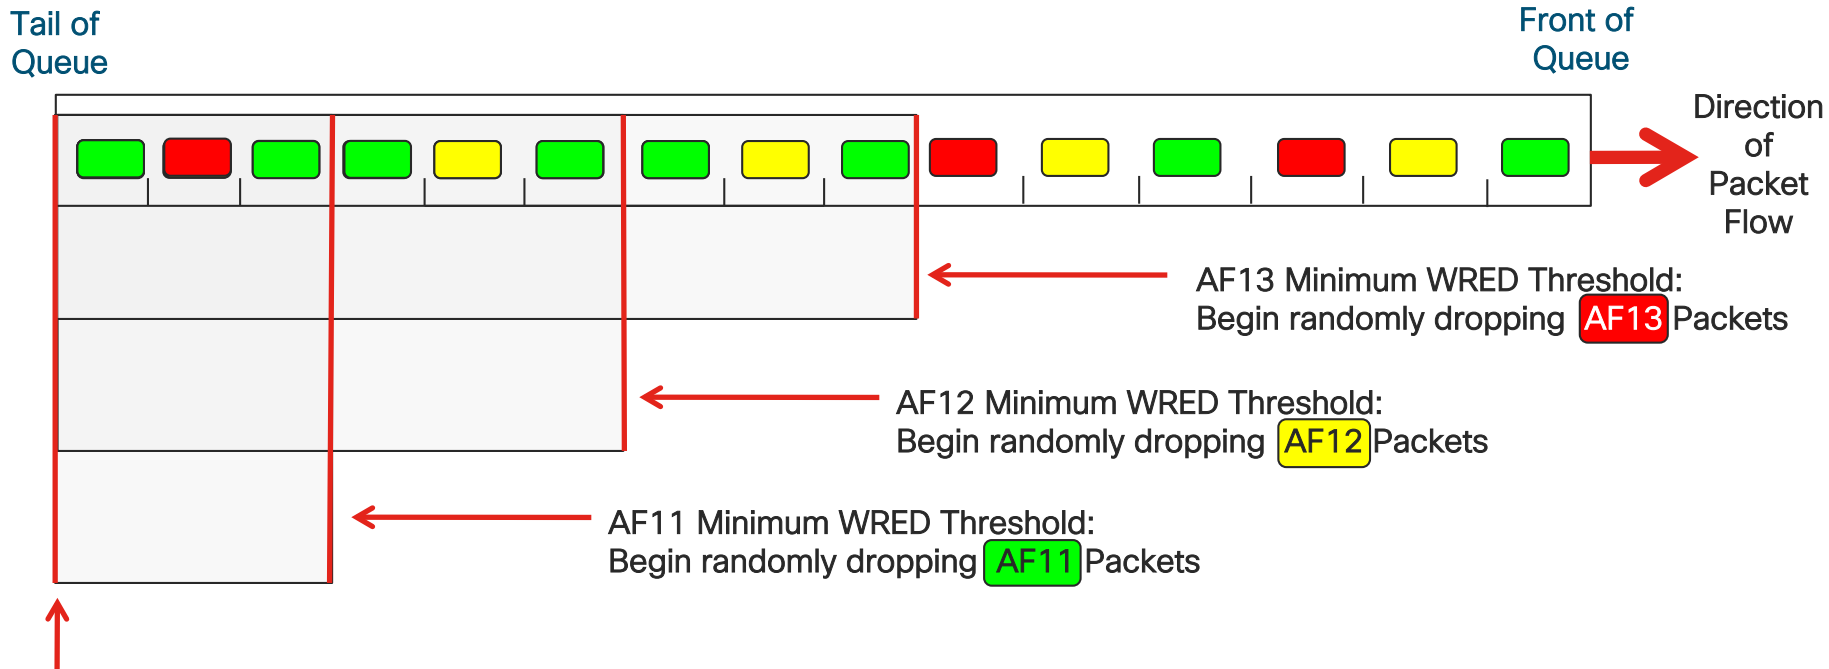 Tail of
Queue
Front of
Queue
Direction
of
Packet
Flow
AF13 Minimum WRED Threshold:
Begin randomly dropping AF13 Packets
AF12 Minimum WRED Threshold:
Begin randomly dropping AF12 Packets
AF11 Minimum WRED Threshold:
Begin randomly dropping AF11 Packets